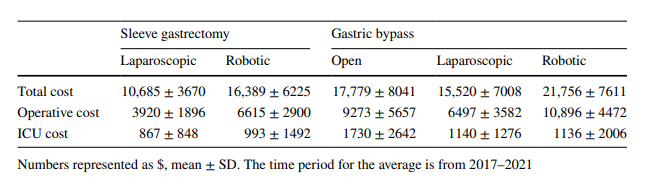 Sleeve gastrectomy Gastric bypass
Laparoscopic Robotic Open Laparoscopic Robotic
Total cost 10,685 ± 3670 16,389 ± 6225 17,779 ± 8041 15,520 ± 7008 21,756 ± 7611
Operative cost 3920 ± 1896 6615 ± 2900 9273 ± 5657 6497 ± 3582 10,896 ± 4472
ICU cost 867 ± 848 993 ± 1492 1730 ± 2642 1140 ± 1276 1136 ± 2006
Numbers represented as $, mean ± SD. The time period for the average is from 2017–2021